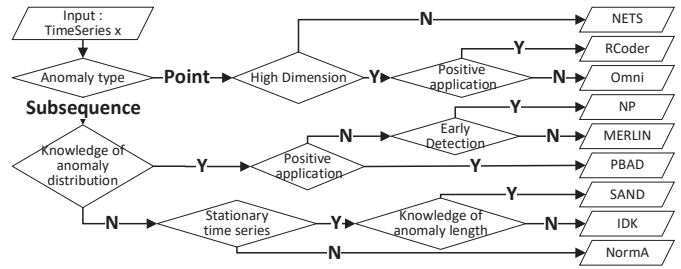 Input :
TimeSeries x
N
NETS
Y
RCoder
Anomaly type
Point
High Dimension
Y
Positive
application
N
Omni
Subsequence
Y
NP
N
Early
Detection
N
MERLIN
Knowledge of
anomaly
distribution
Y
Positive
application
Y
PBAD
Y
SAND
N
Stationary
time series
Y
Knowledge of
anomaly length
N
IDK
N
NormA